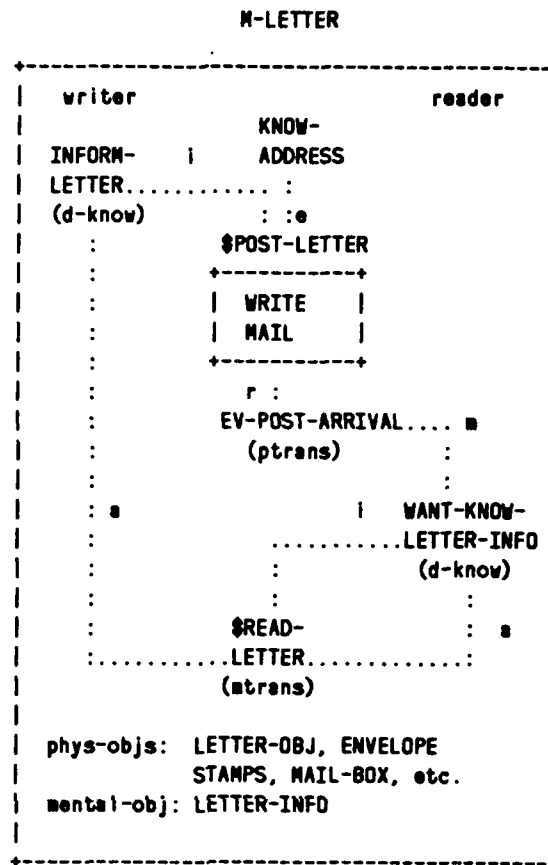 M-LETTER
+-----------------------------------------
| writer reader
| KNOW-
| INFORM- i ADDRESS
| LETTER............ :
| (d-know) : :e
| : $POST-LETTER
| : +-----------+
| : | WRITE |
| : | MAIL |
| : +-----------+
| : r :
| : EV-POST-ARRIVAL.... m
| : (ptrans) :
| : :
| : a i WANT-KNOW-
| : ...........LETTER-INFO
| : : (d-know)
| : : :
| : $READ- : a
| :............LETTER.............:
| (mtrans)
|
| phys-objs: LETTER-OBJ, ENVELOPE
| STAMPS, MAIL-BOX, etc.
| mental-obj: LETTER-INFO
|
+-----------------------------------------